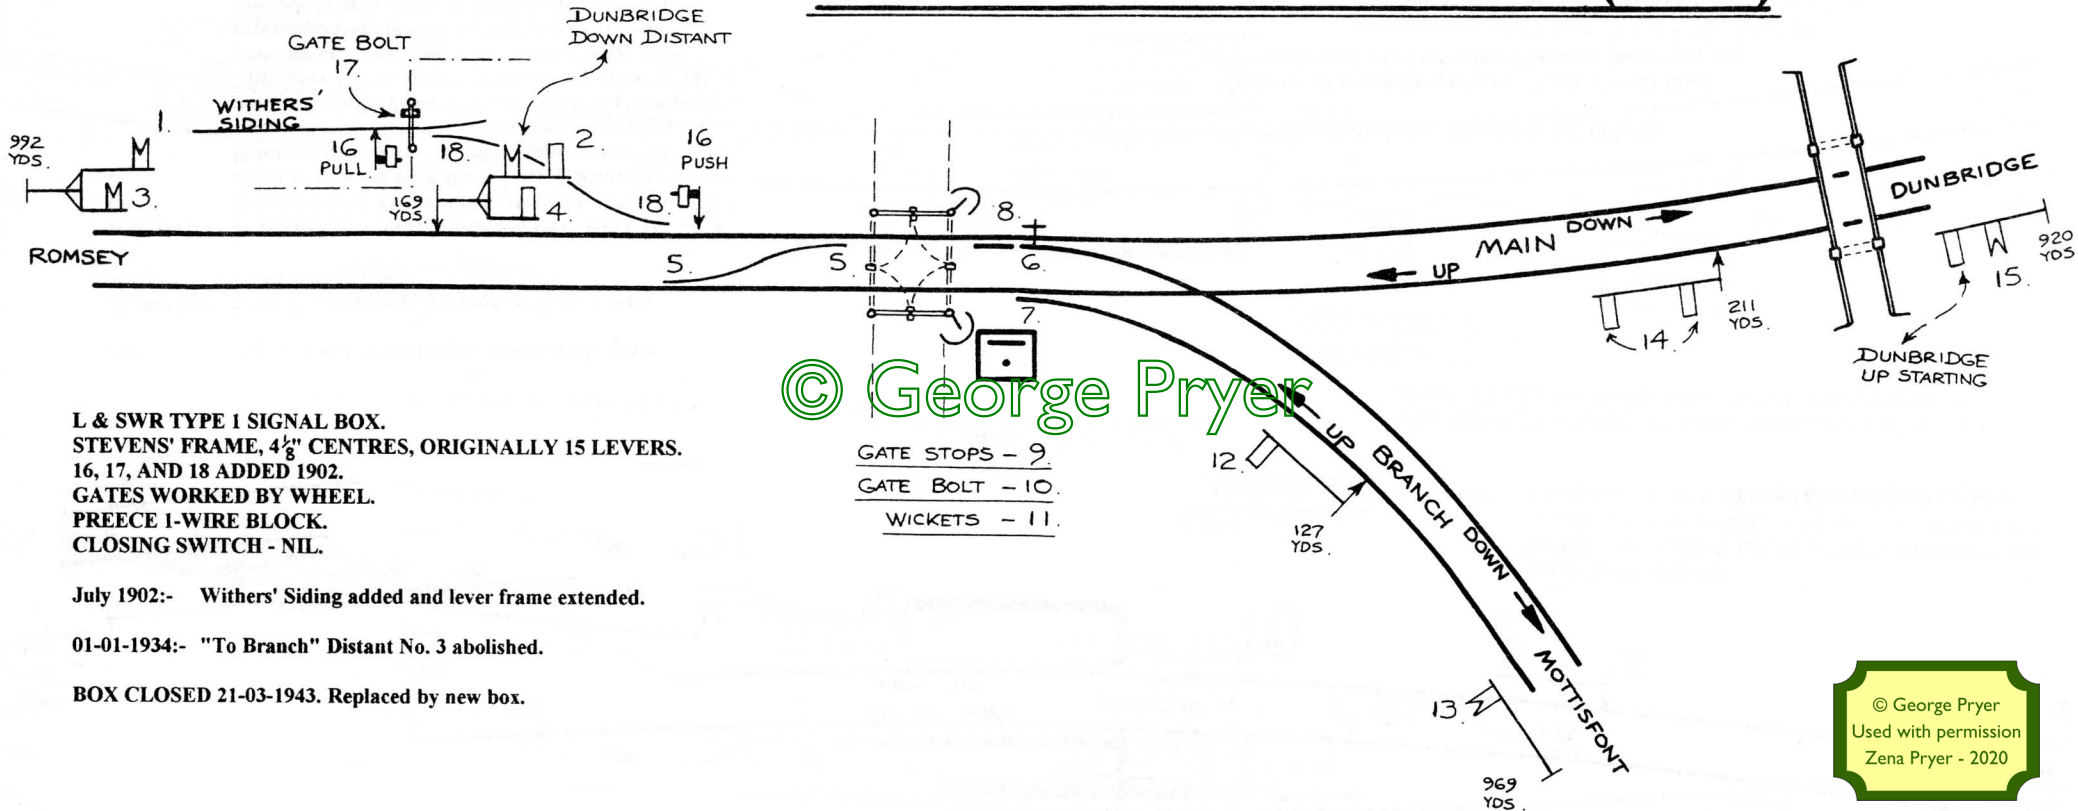 DUNBRIDGE
DOWN DISTANT
GATE BOLT
17.
WITHERS'
SIDING
1.
992
YDS.
3.
16
PULL
18.
2.
16
PUSH
169
YDS.
4.
18.
8.
ROMSEY
5.
5.
6.
7.
MAIN
DOWN
UP
DUNBRIDGE
920
YDS
15.
14.
211
YDS.
DUNBRIDGE
UP STARTING
© George Pryer
L & SWR TYPE 1 SIGNAL BOX.
STEVENS' FRAME, 4⅛" CENTRES, ORIGINALLY 15 LEVERS.
16, 17, AND 18 ADDED 1902.
GATES WORKED BY WHEEL.
PREECE 1-WIRE BLOCK.
CLOSING SWITCH - NIL.
July 1902:- Withers' Siding added and lever frame extended.
01-01-1934:- "To Branch" Distant No. 3 abolished.
BOX CLOSED 21-03-1943. Replaced by new box.
GATE STOPS - 9.
GATE BOLT - 10.
WICKETS - 11.
12.
127
YDS.
UP BRANCH DOWN
13.
969
YDS.
MOTTISFONT
© George Pryer
Used with permission
Zena Pryer - 2020